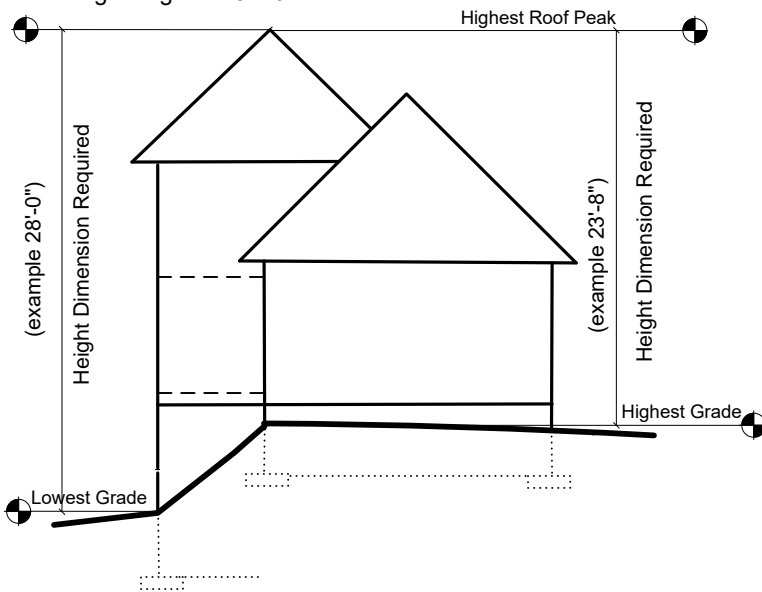 Highest Roof Peak
(example 28'-0")
Height Dimension Required
(example 23'-8")
Height Dimension Required
Highest Grade
Lowest Grade